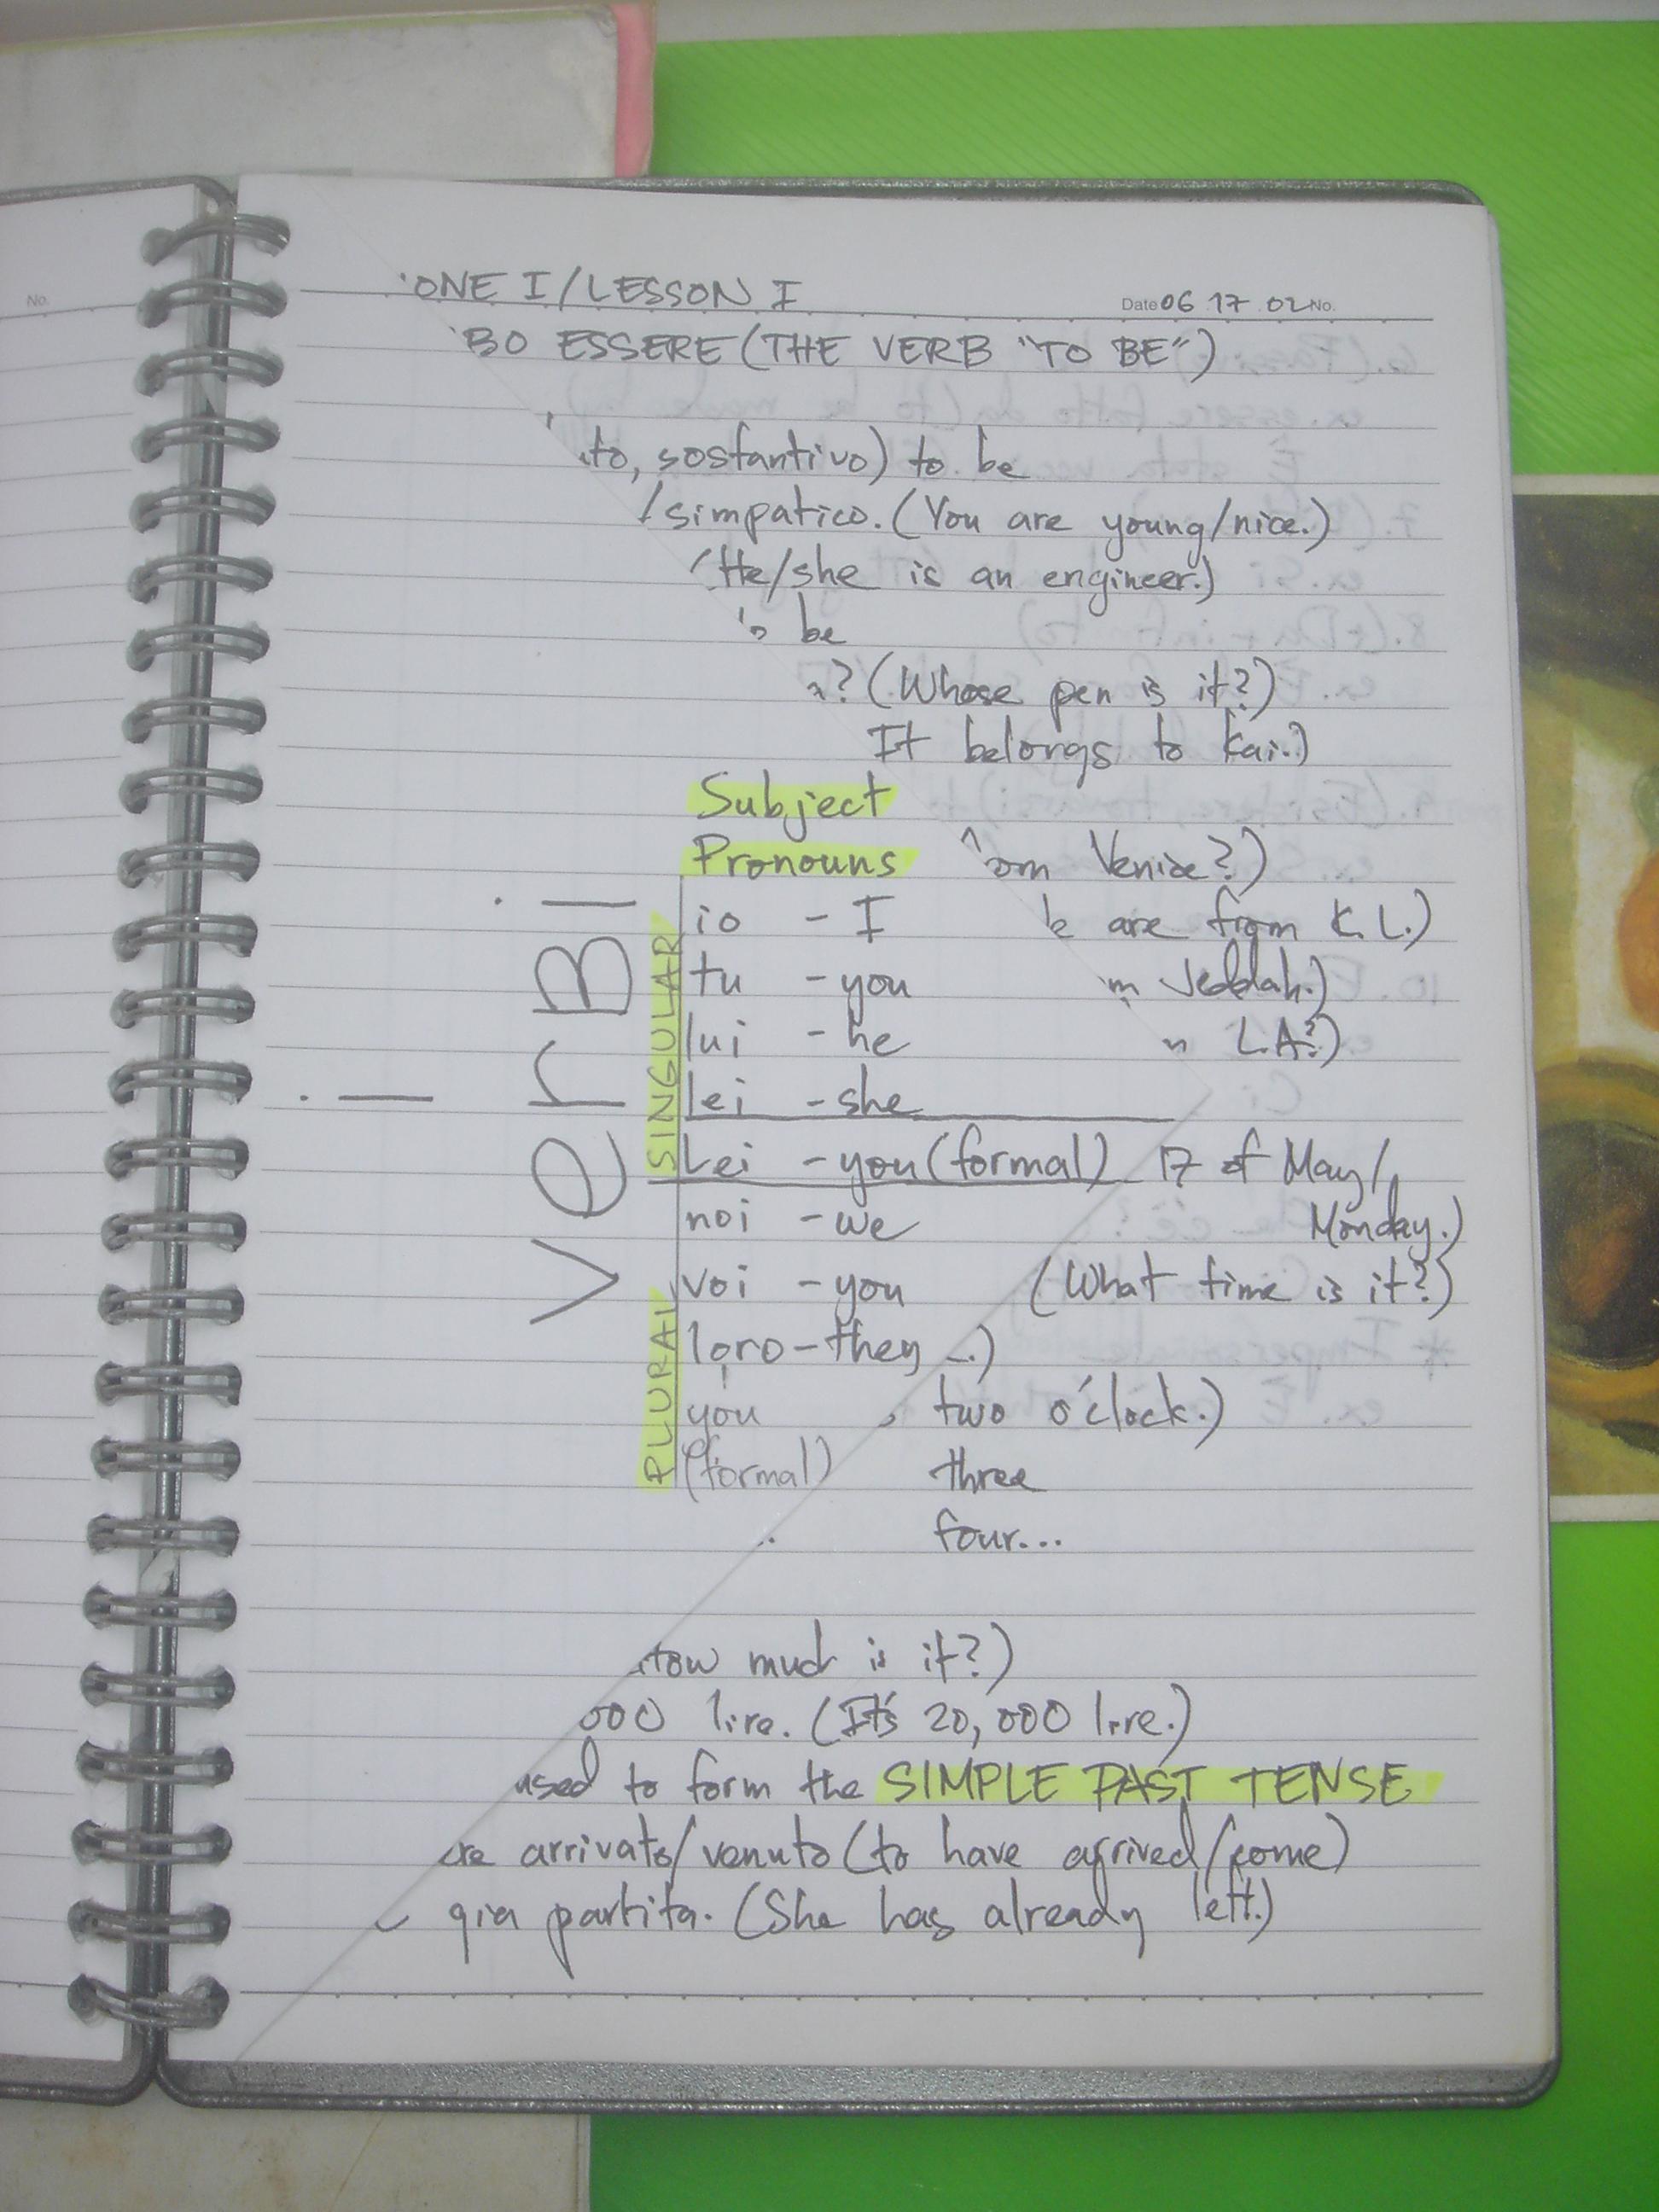 No.
ONE I/LESSON I
Date 06 17 02 No.
BO ESSERE (THE VERB "TO BE")
to, sostantivo) to be
/simpatico. (You are young/nice.)
(He/she is an engineer.)
be
? (Whose pen is it?)
It belongs to Kai.)
Subject
Pronouns
om Venice?)
io - I
are from K.L.)
tu - you
m Jeddah.)
lui - he
n L.A?)
lei - she
Lei - you (formal)
17 of May/
noi - we
Monday.)
voi - you
(What time is it?)
loro - they
...)
you
two o'clock.)
(formal)
three
four...
SINGULAR
PLURAL
I. VerBI.
How much is it?)
000 lire. (It's 20,000 lire.)
used to form the SIMPLE PAST TENSE
re arrivato/venuto (to have arrived/come)
gia partita. (She has already left.)